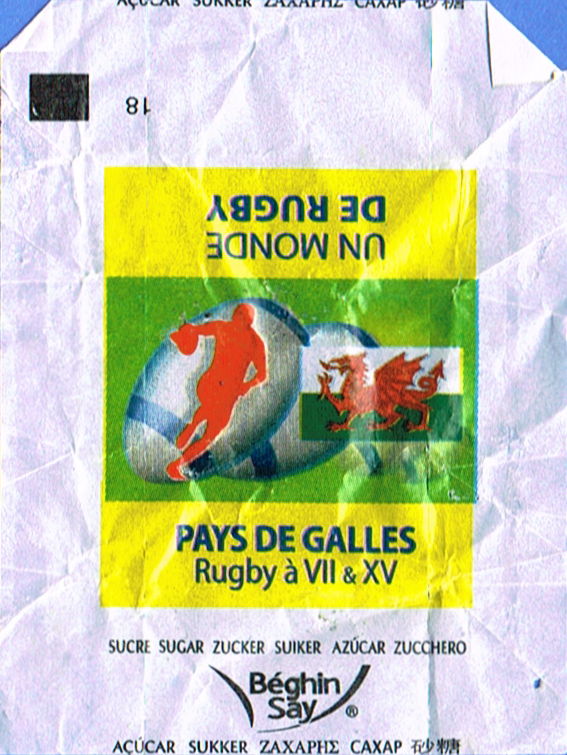 AÇÚCAR SUKKER ΖΑΧΑΡΗΣ САХАР 砂糖
18
UN MONDE
DE RUGBY
PAYS DE GALLES
Rugby à VII & XV
SUCRE SUGAR ZUCKER SUIKER AZÚCAR ZUCCHERO
Béghin
Say ®
AÇÚCAR SUKKER ΖΑΧΑΡΗΣ САХАР 砂糖